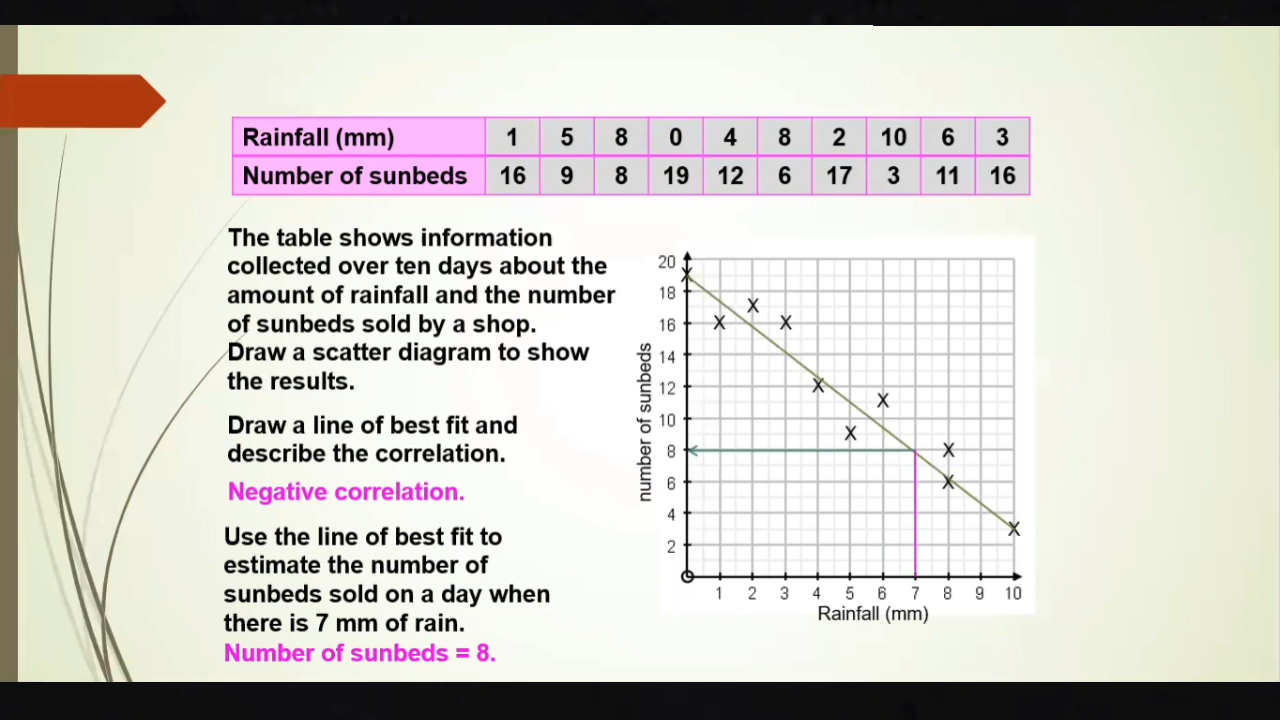 Rainfall (mm) 1 5 8 0 4 8 2 10 6 3
Number of sunbeds 16 9 8 19 12 6 17 3 11 16
The table shows information
collected over ten days about the
amount of rainfall and the number
of sunbeds sold by a shop.
Draw a scatter diagram to show
the results.
Draw a line of best fit and
describe the correlation.
Negative correlation.
Use the line of best fit to
estimate the number of
sunbeds sold on a day when
there is 7 mm of rain.
Number of sunbeds = 8.
number of sunbeds
20
18
16
14
12
10
8
6
4
2
1 2 3 4 5 6 7 8 9 10
Rainfall (mm)